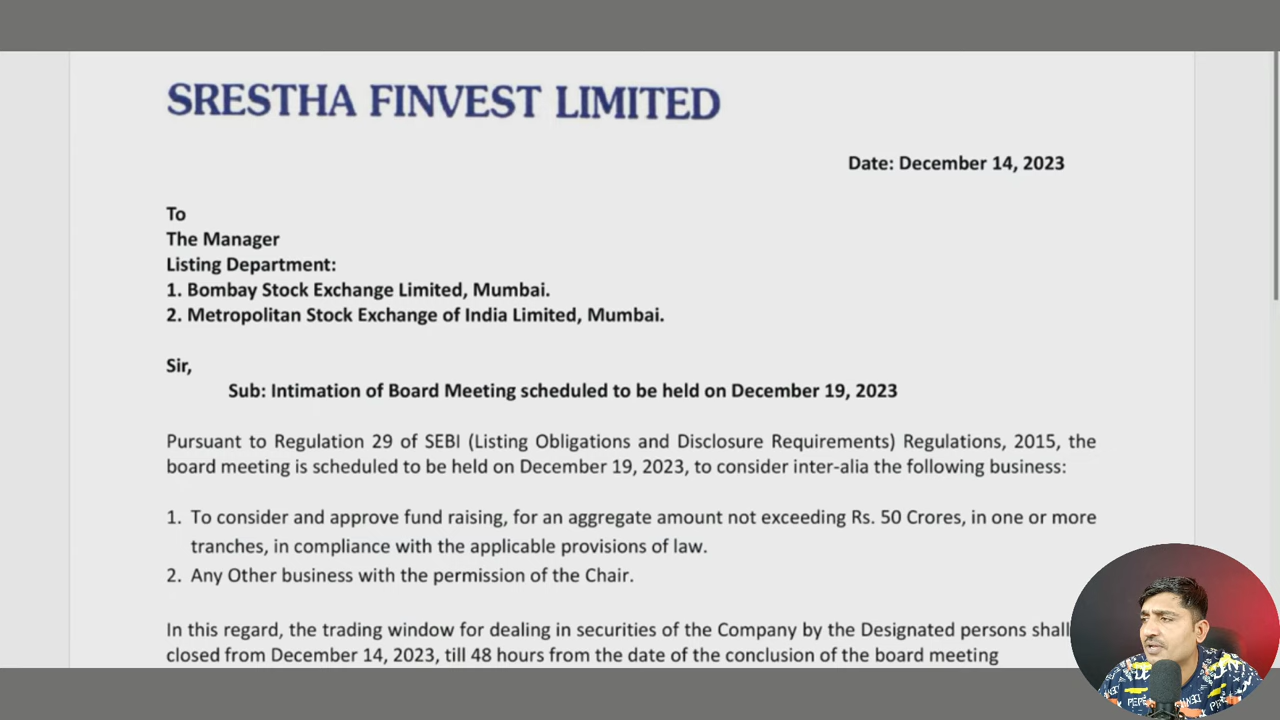 SRESTHA FINVEST LIMITED
Date: December 14, 2023
To
The Manager
Listing Department:
1. Bombay Stock Exchange Limited, Mumbai.
2. Metropolitan Stock Exchange of India Limited, Mumbai.
Sir,
Sub: Intimation of Board Meeting scheduled to be held on December 19, 2023
Pursuant to Regulation 29 of SEBI (Listing Obligations and Disclosure Requirements) Regulations, 2015, the
board meeting is scheduled to be held on December 19, 2023, to consider inter-alia the following business:
1. To consider and approve fund raising, for an aggregate amount not exceeding Rs. 50 Crores, in one or more
tranches, in compliance with the applicable provisions of law.
2. Any Other business with the permission of the Chair.
In this regard, the trading window for dealing in securities of the Company by the Designated persons shall
closed from December 14, 2023, till 48 hours from the date of the conclusion of the board meeting